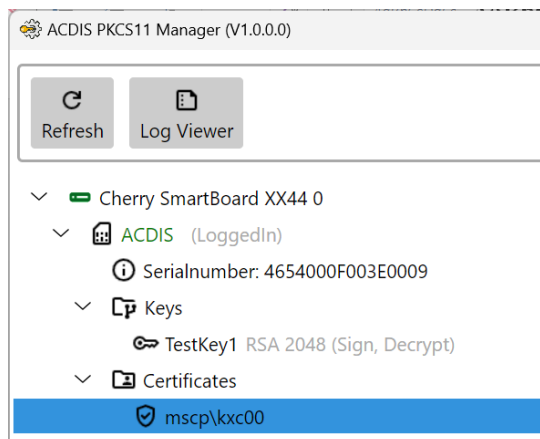 ACDIS PKCS11 Manager (V1.0.0.0)
Refresh
Log Viewer
Cherry SmartBoard XX44 0
ACDIS (LoggedIn)
Serialnumber: 4654000F003E0009
Keys
TestKey1 RSA 2048 (Sign, Decrypt)
Certificates
mscp\kxc00